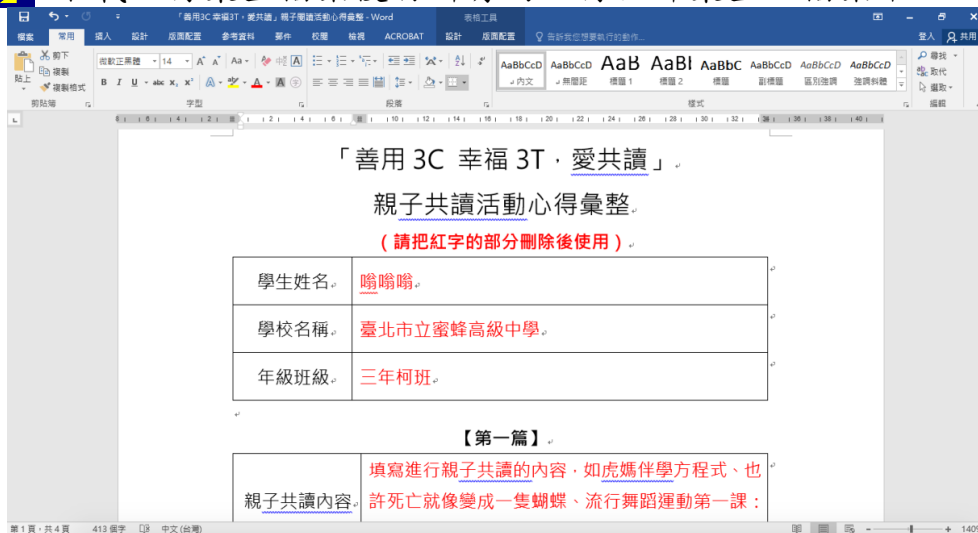 「善用3C 幸福3T，愛共讀」親子閱讀活動心得彙整 - Word
表格工具
檔案 常用 插入 設計 版面配置 參考資料 郵件 校閱 檢視 ACROBAT 設計 版面配置 告訴我您想要執行的動作... 登入 共用
貼上 剪下 複製 複製格式
微軟正黑體 14
AaBbCcD AaBbCcD AaB AaBl AaBbC AaBbCcD AaBbCcD AaBbCcD
內文 無間距 標題 1 標題 2 標題 副標題 區別強調 強調斜體
尋找 取代 選取
剪貼簿 字型 段落 樣式 編輯
「善用 3C 幸福 3T，愛共讀」
親子共讀活動心得彙整
（請把紅字的部分刪除後使用）
學生姓名 嗡嗡嗡
學校名稱 臺北市立蜜蜂高級中學
年級班級 三年柯班
【第一篇】
填寫進行親子共讀的內容，如虎媽伴學方程式、也
親子共讀內容 許死亡就像變成一隻蝴蝶、流行舞蹈運動第一課；
第 1 頁，共 4 頁 413 個字 中文 (台灣) 140%